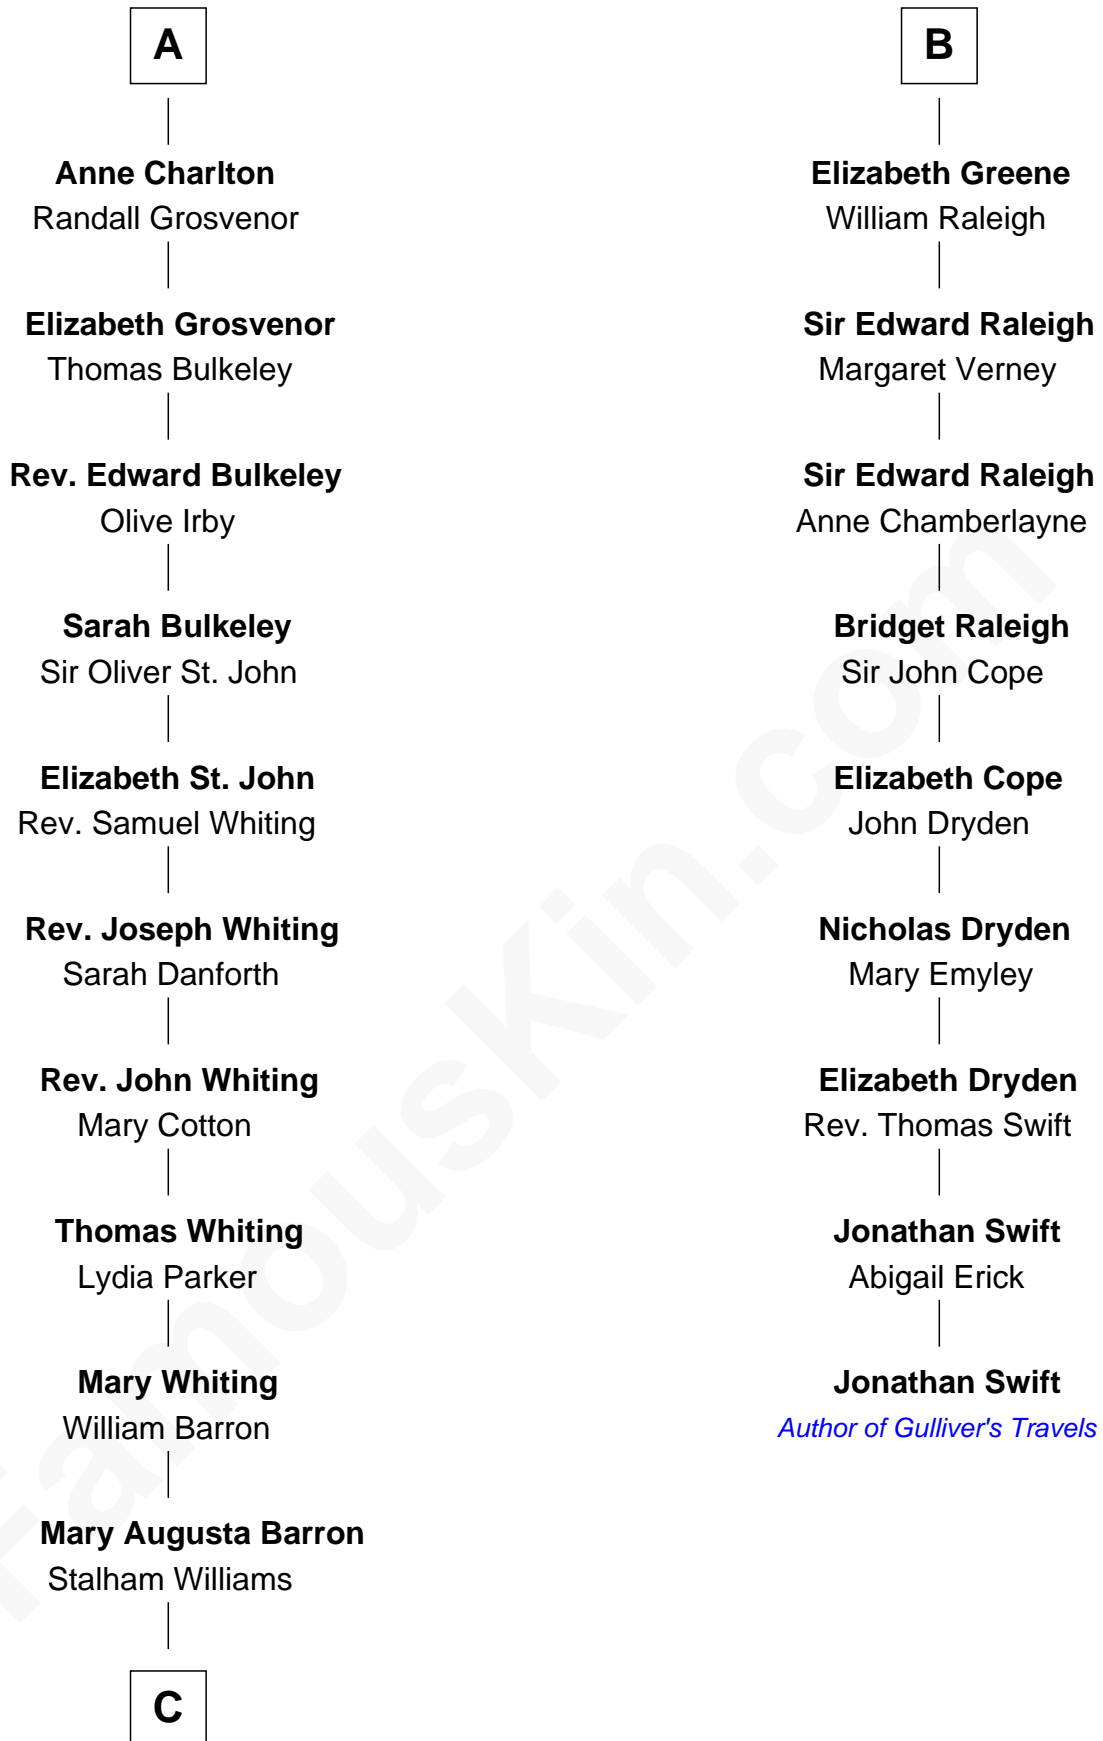 A
Anne Charlton
Randall Grosvenor
Elizabeth Grosvenor
Thomas Bulkeley
Rev. Edward Bulkeley
Olive Irby
Sarah Bulkeley
Sir Oliver St. John
Elizabeth St. John
Rev. Samuel Whiting
Rev. Joseph Whiting
Sarah Danforth
Rev. John Whiting
Mary Cotton
Thomas Whiting
Lydia Parker
Mary Whiting
William Barron
Mary Augusta Barron
Stalham Williams
C
B
Elizabeth Greene
William Raleigh
Sir Edward Raleigh
Margaret Verney
Sir Edward Raleigh
Anne Chamberlayne
Bridget Raleigh
Sir John Cope
Elizabeth Cope
John Dryden
Nicholas Dryden
Mary Emyley
Elizabeth Dryden
Rev. Thomas Swift
Jonathan Swift
Abigail Erick
Jonathan Swift
Author of Gulliver's Travels
FamousKin.com